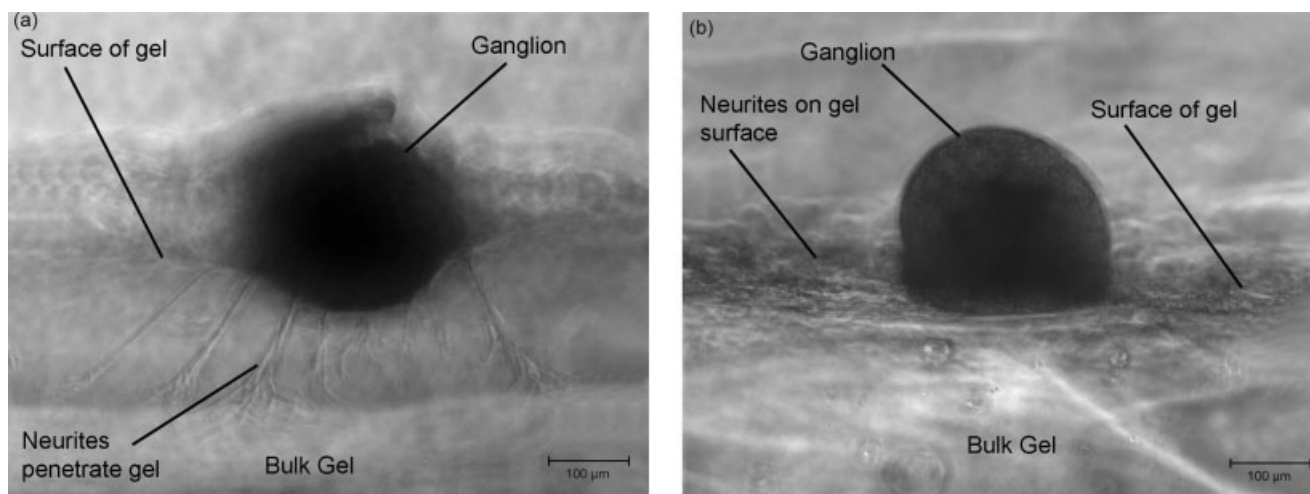 (a)
Surface of gel
Ganglion
Neurites
penetrate gel
Bulk Gel
100 µm
(b)
Ganglion
Neurites on gel
surface
Surface of gel
Bulk Gel
100 µm